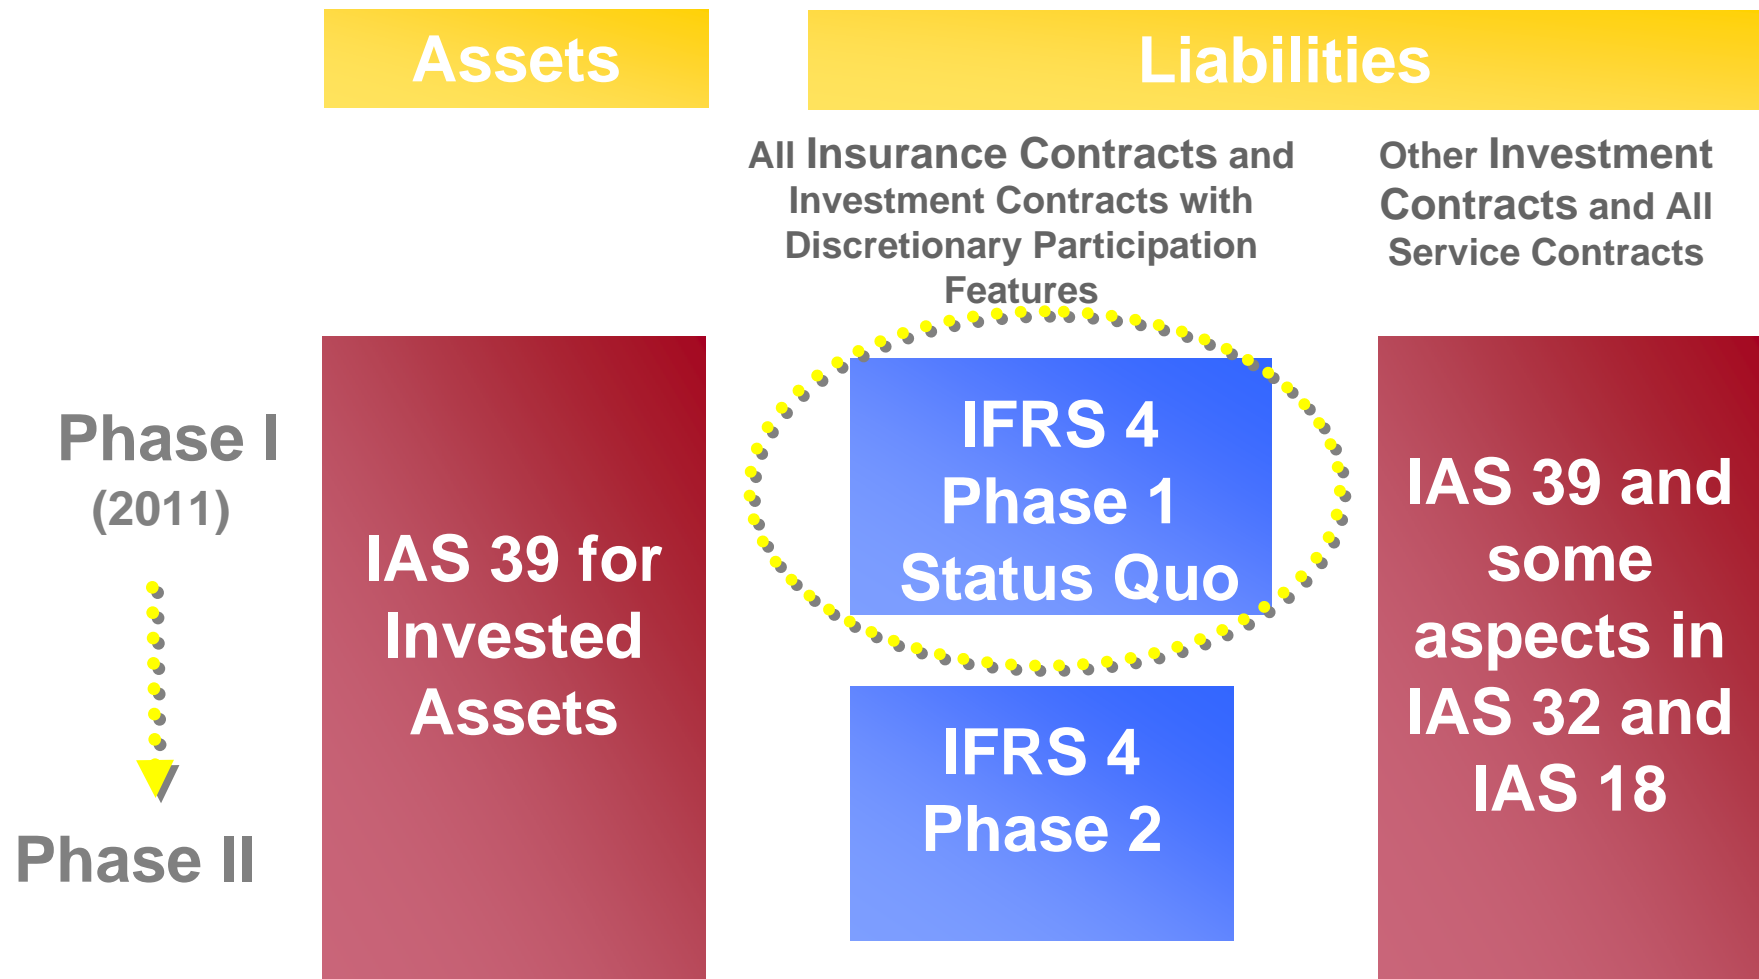 Assets
Liabilities
All Insurance Contracts and
Investment Contracts with
Discretionary Participation
Features
Other Investment
Contracts and All
Service Contracts
Phase I
(2011)
Phase II
IAS 39 for
Invested
Assets
IFRS 4
Phase 1
Status Quo
IFRS 4
Phase 2
IAS 39 and
some
aspects in
IAS 32 and
IAS 18